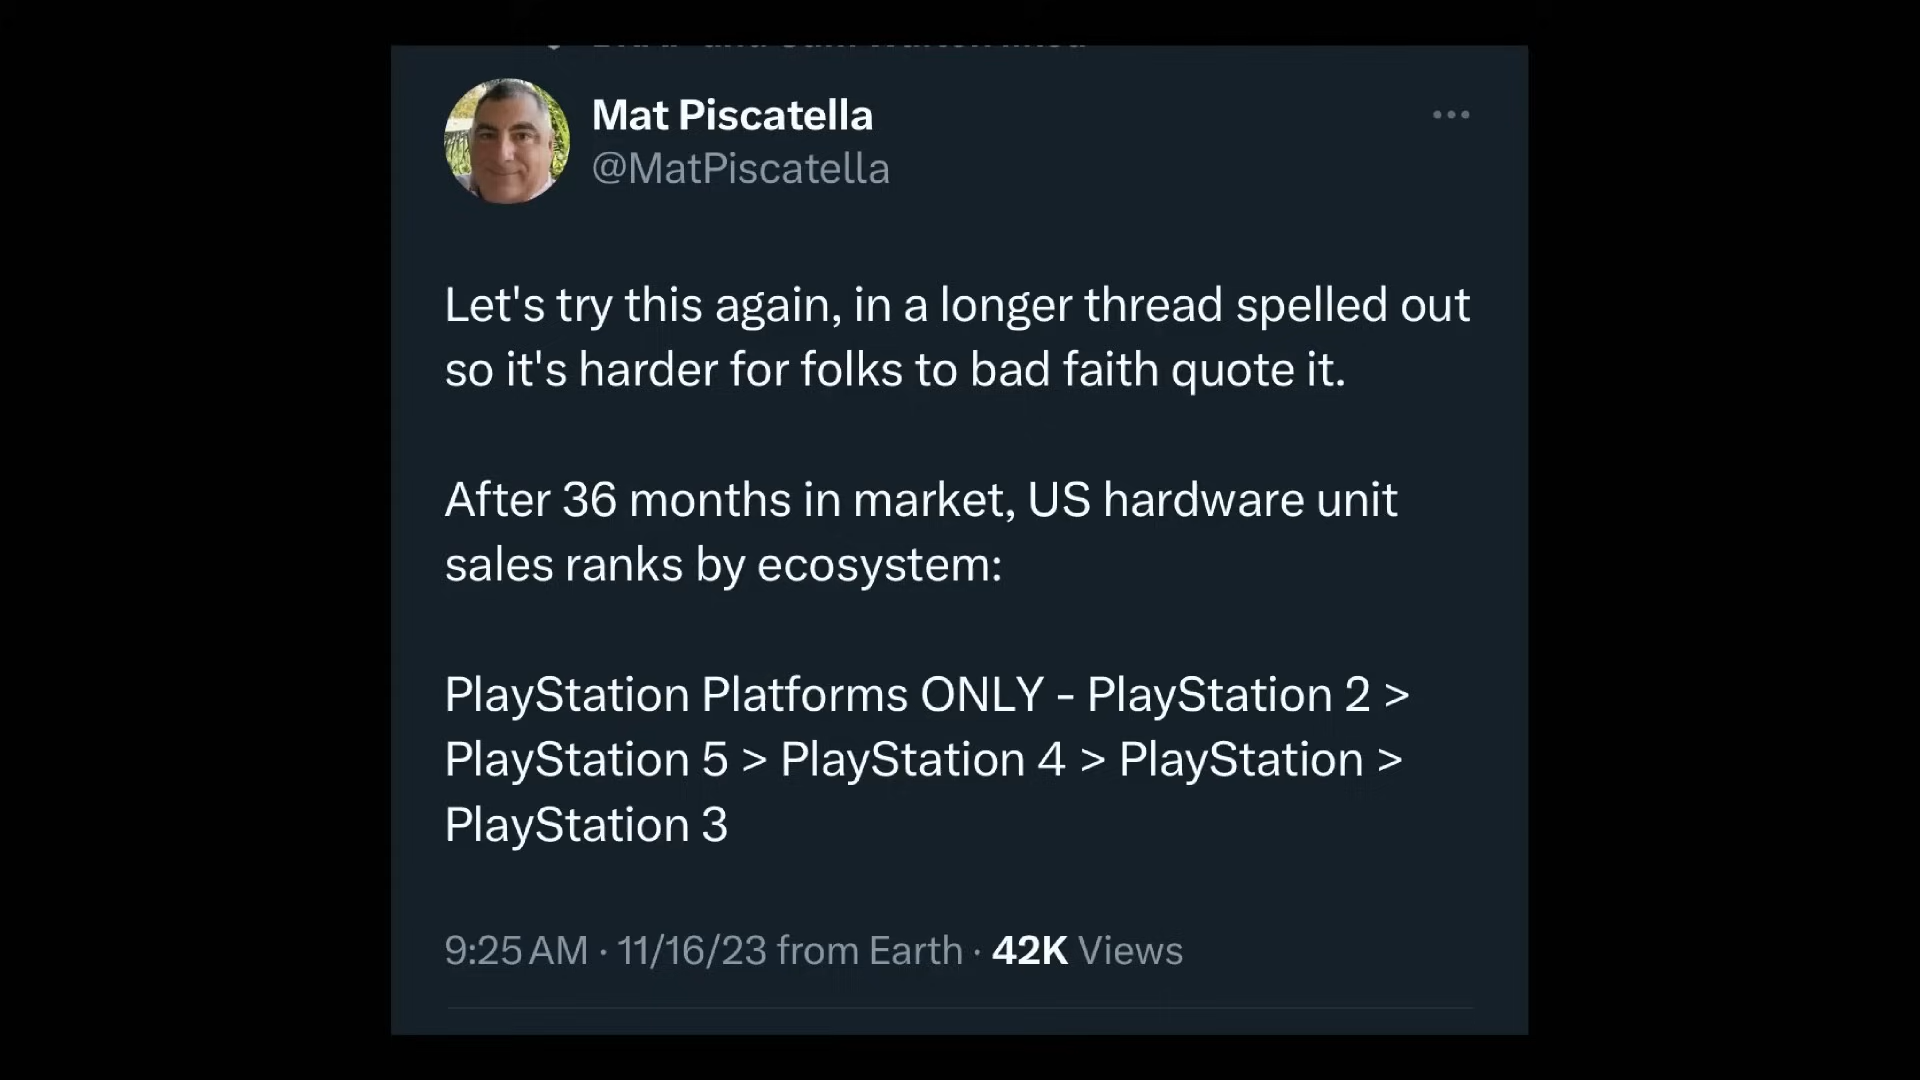 Mat Piscatella
@MatPiscatella
Let's try this again, in a longer thread spelled out
so it's harder for folks to bad faith quote it.
After 36 months in market, US hardware unit
sales ranks by ecosystem:
PlayStation Platforms ONLY - PlayStation 2 >
PlayStation 5 > PlayStation 4 > PlayStation >
PlayStation 3
9:25 AM · 11/16/23 from Earth · 42K Views